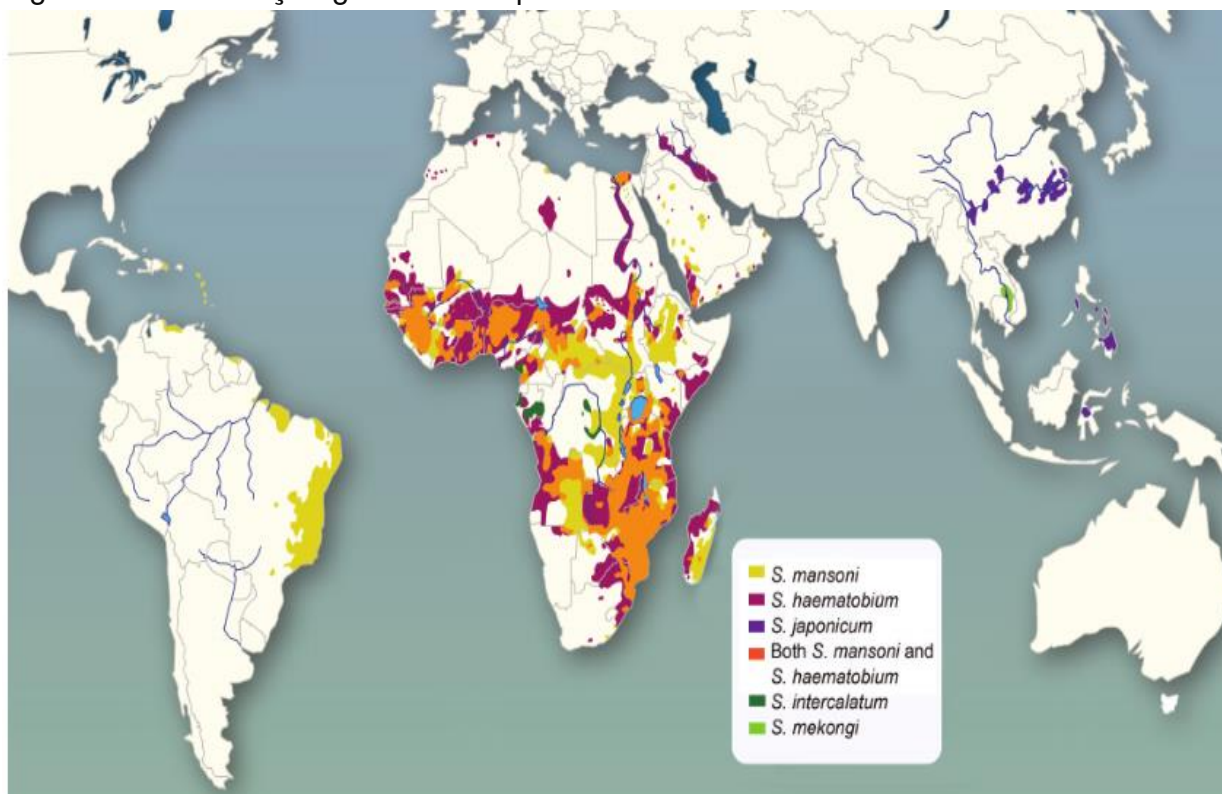 S. mansoni
S. haematobium
S. japonicum
Both S. mansoni and
S. haematobium
S. intercalatum
S. mekongi